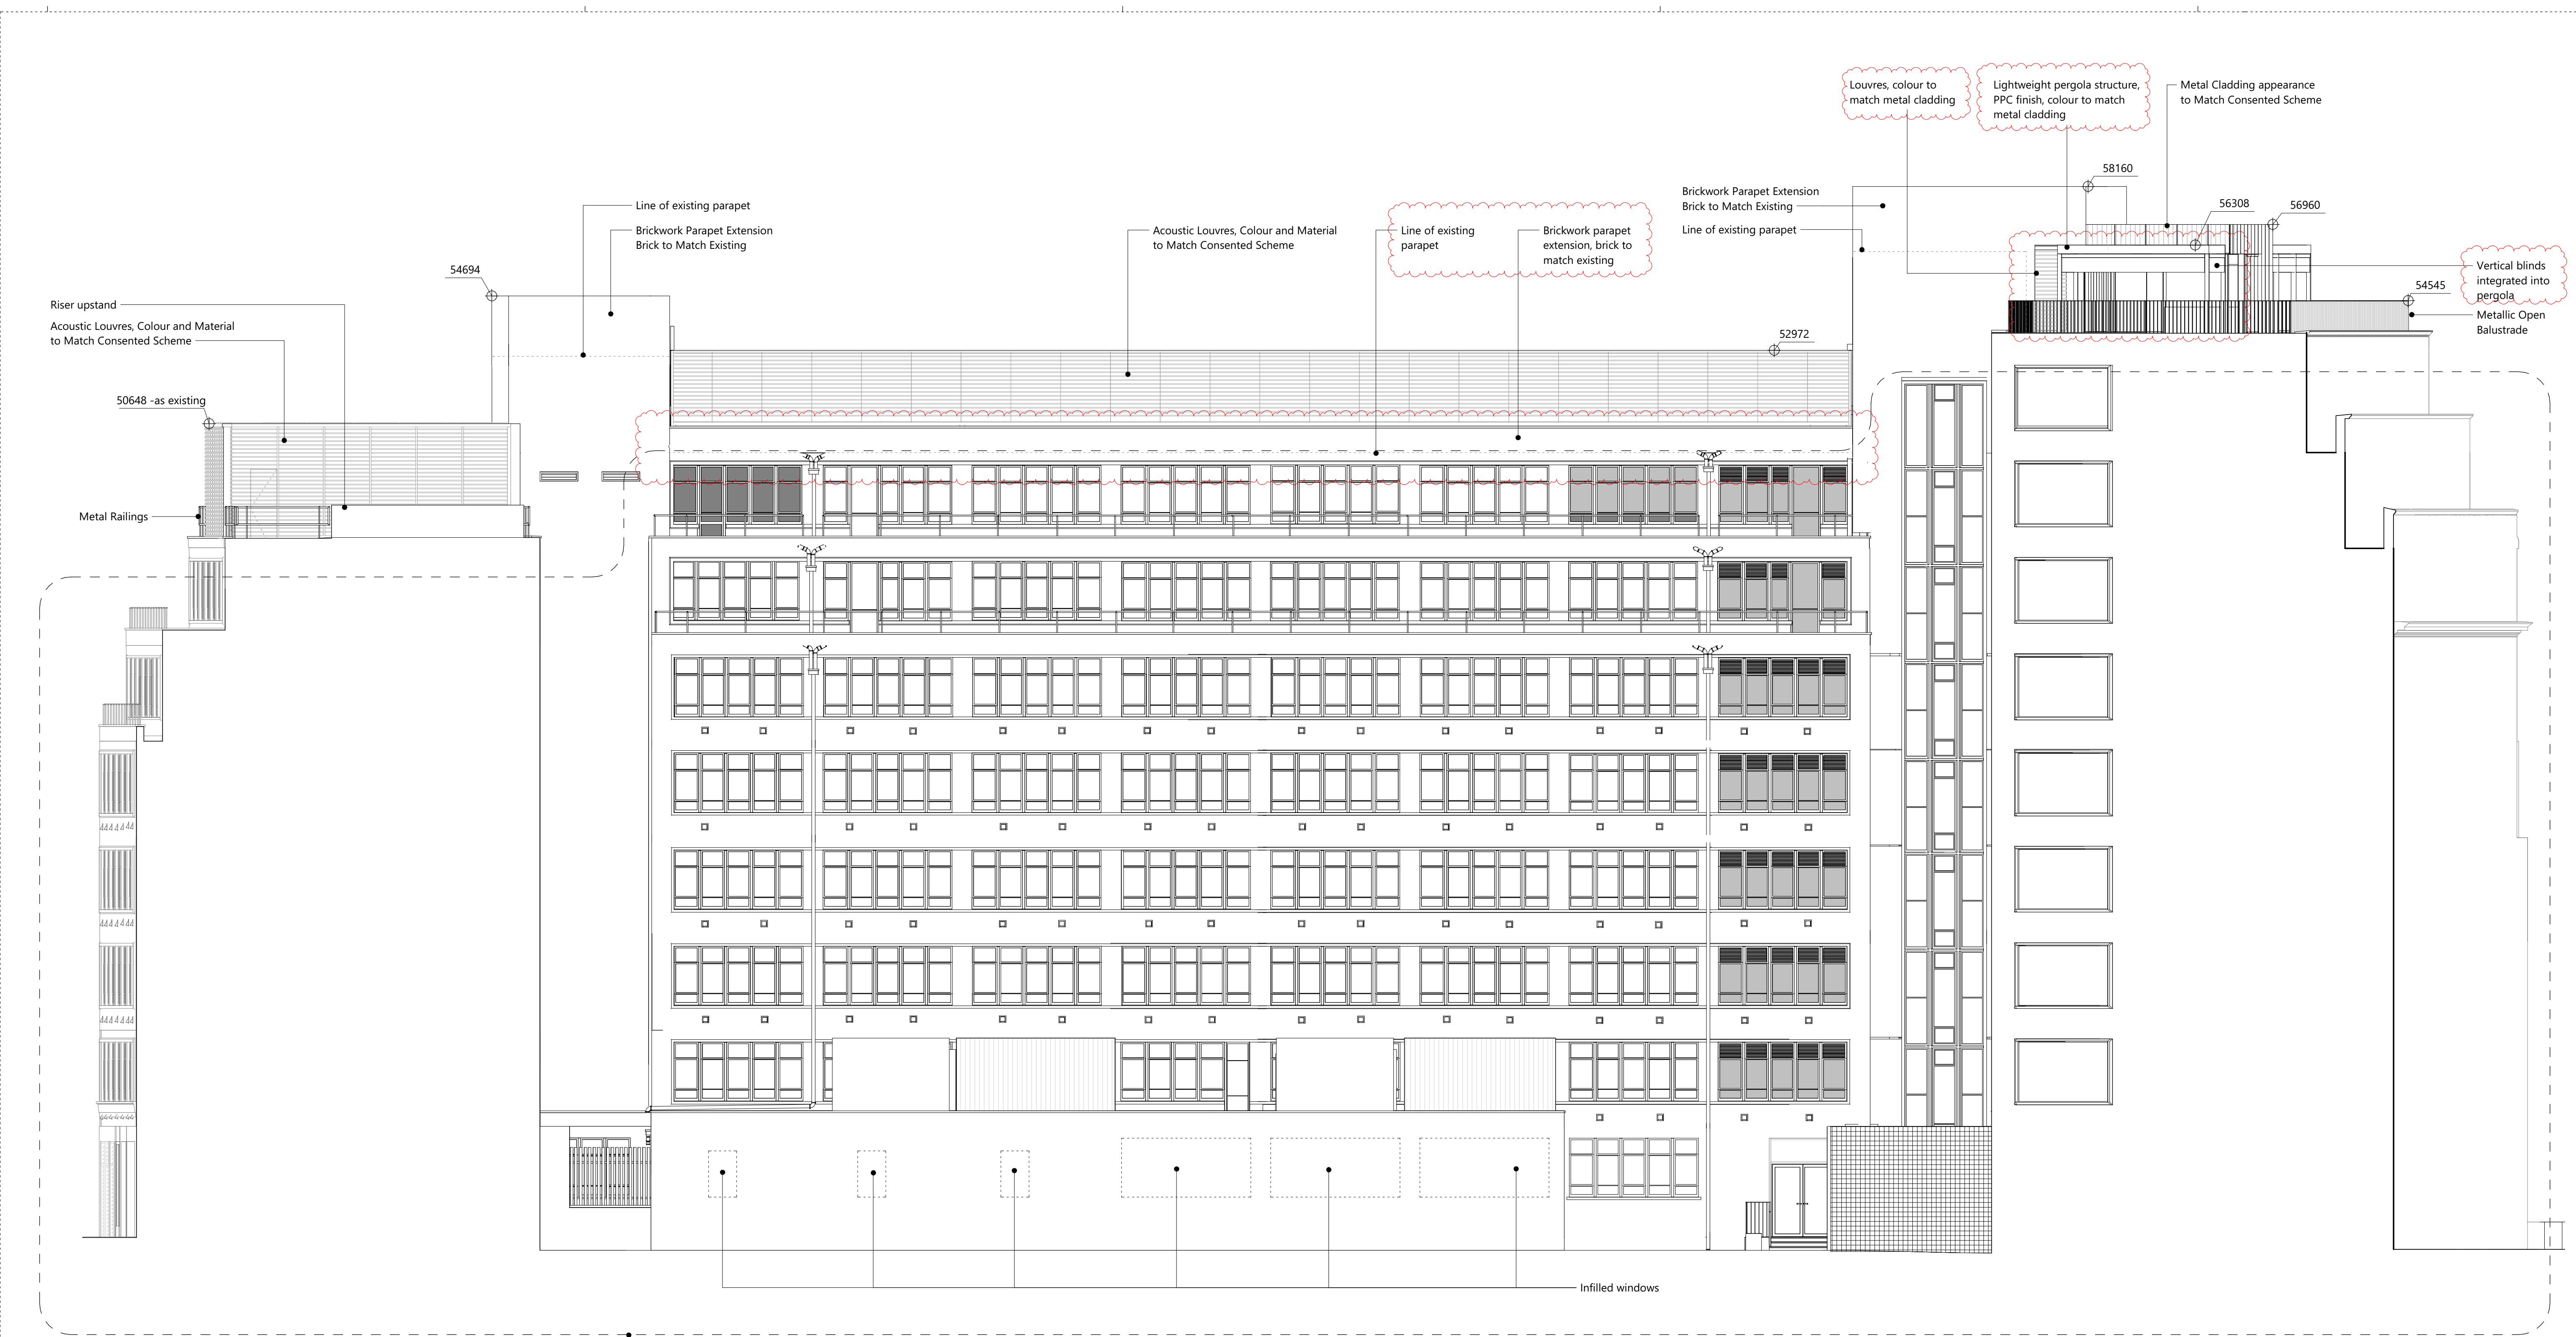 Louvres, colour to
match metal cladding
Lightweight pergola structure,
PPC finish, colour to match
metal cladding
Metal Cladding appearance
to Match Consented Scheme
58160
Brickwork Parapet Extension
Brick to Match Existing
Line of existing parapet
56308
56960
Line of existing parapet
Brickwork Parapet Extension
Brick to Match Existing
Acoustic Louvres, Colour and Material
to Match Consented Scheme
Line of existing
parapet
Brickwork parapet
extension, brick to
match existing
Vertical blinds
integrated into
pergola
54545
Metallic Open
Balustrade
54694
Riser upstand
Acoustic Louvres, Colour and Material
to Match Consented Scheme
52972
50648 -as existing
Metal Railings
Infilled windows